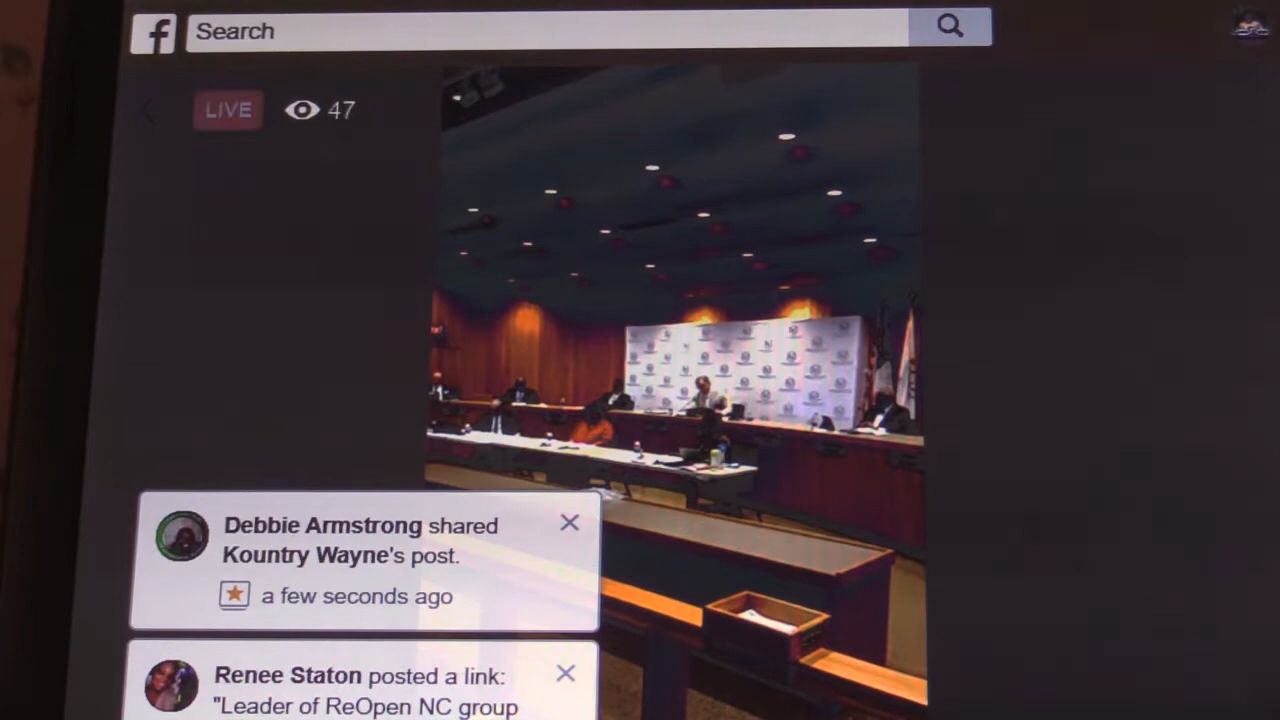 f Search
LIVE 47
Debbie Armstrong shared
Kountry Wayne's post.
a few seconds ago
Renee Staton posted a link:
"Leader of ReOpen NC group